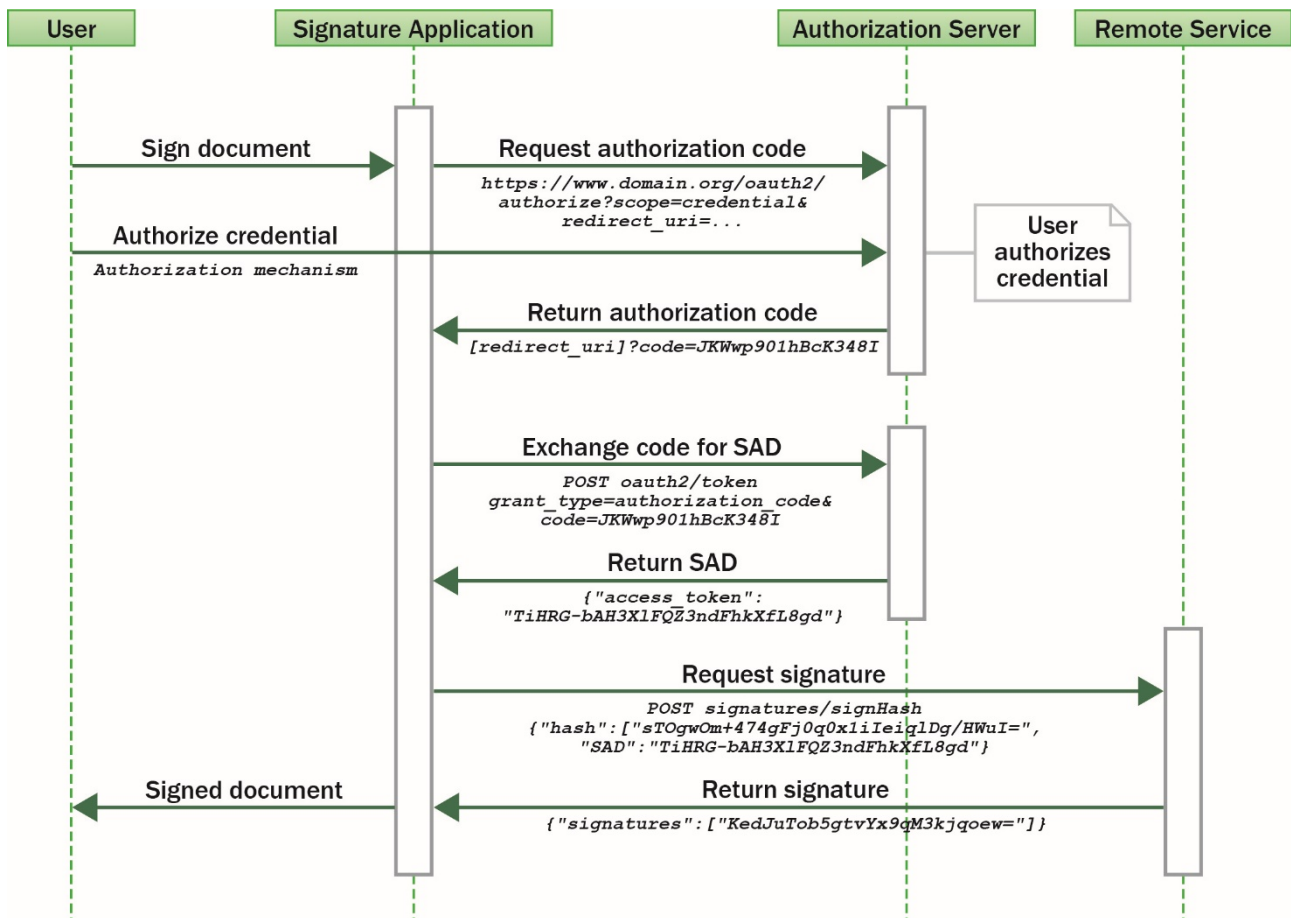 User
Signature Application
Authorization Server
Remote Service
Sign document
Request authorization code
https://www.domain.org/oauth2/
authorize?scope=credential&
redirect_uri=...
User
authorizes
credential
Authorize credential
Authorization mechanism
Return authorization code
[redirect_uri]?code=JKWwp901hBcK348I
Exchange code for SAD
POST oauth2/token
grant_type=authorization_code&
code=JKWwp901hBcK348I
Return SAD
{"access_token":
"TiHRG-bAH3XlFQZ3ndFhkXfL8gd"}
Request signature
POST signatures/signHash
{"hash":["sTOgwOm+474gFj0q0x1iIeiqlDg/HWuI=",
"SAD":"TiHRG-bAH3XlFQZ3ndFhkXfL8gd"}
Signed document
Return signature
{"signatures":["KedJuTob5gtvYx9qM3kjqoew="]}